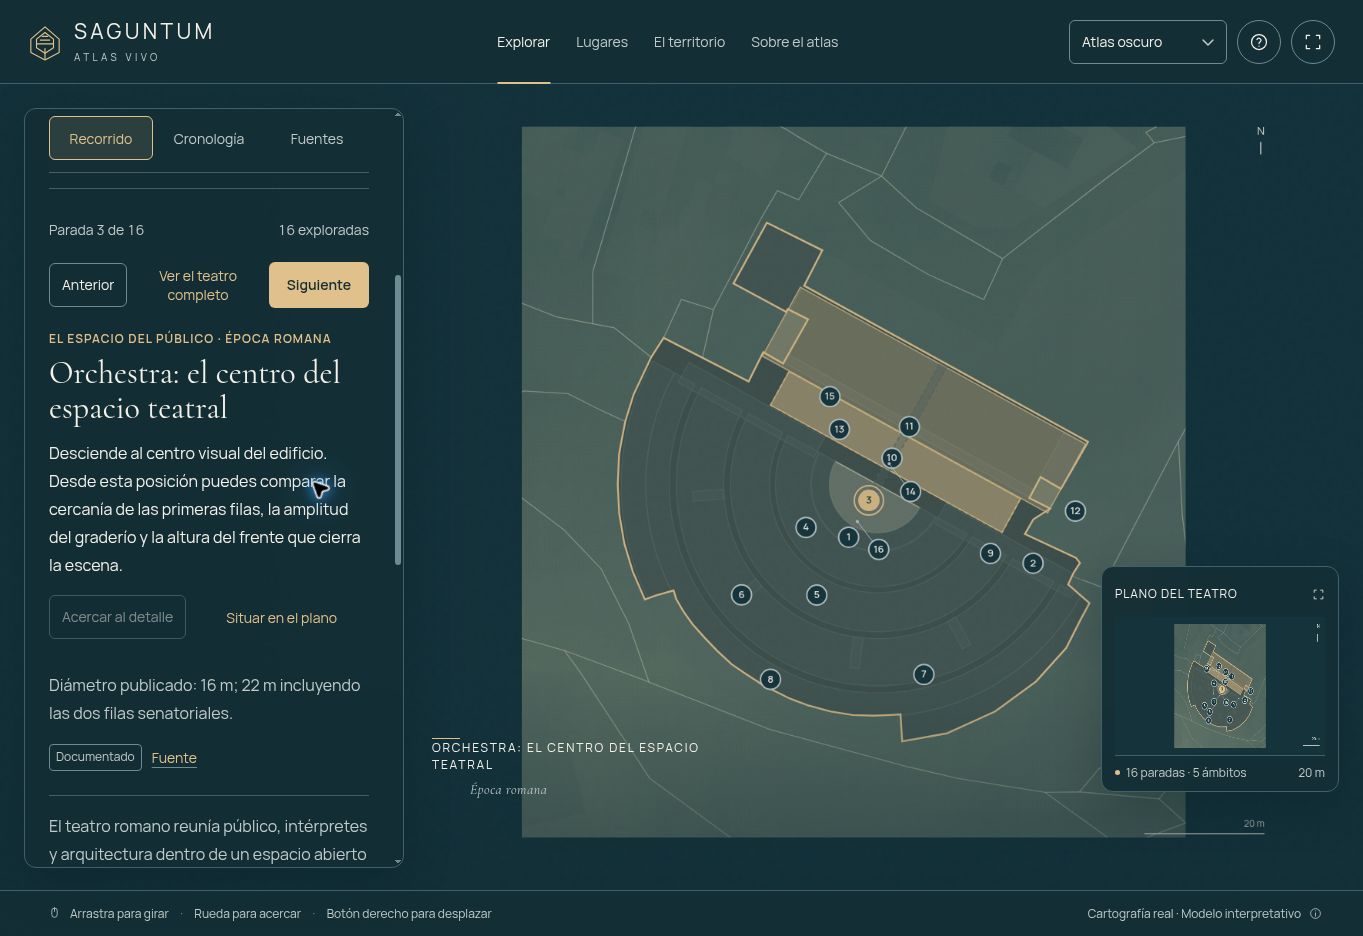 SAGUNTUM
ATLAS VIVO
Explorar
Lugares
El territorio
Sobre el atlas
Atlas oscuro
Recorrido
Cronología
Fuentes
Parada 3 de 16
16 exploradas
Anterior
Ver el teatro
completo
Siguiente
EL ESPACIO DEL PÚBLICO · ÉPOCA ROMANA
Orchestra: el centro del
espacio teatral
Desciende al centro visual del edificio.
Desde esta posición puedes comparar la
cercanía de las primeras filas, la amplitud
del graderío y la altura del frente que cierra
la escena.
Acercar al detalle
Situar en el plano
Diámetro publicado: 16 m; 22 m incluyendo
las dos filas senatoriales.
Documentado
Fuente
El teatro romano reunía público, intérpretes
y arquitectura dentro de un espacio abierto
N
15
13
11
10
14
3
12
4
1
16
9
2
6
5
7
8
ORCHESTRA: EL CENTRO DEL ESPACIO
TEATRAL
Época romana
PLANO DEL TEATRO
16 paradas · 5 ámbitos
20 m
20 m
Arrastra para girar · Rueda para acercar · Botón derecho para desplazar
Cartografía real · Modelo interpretativo